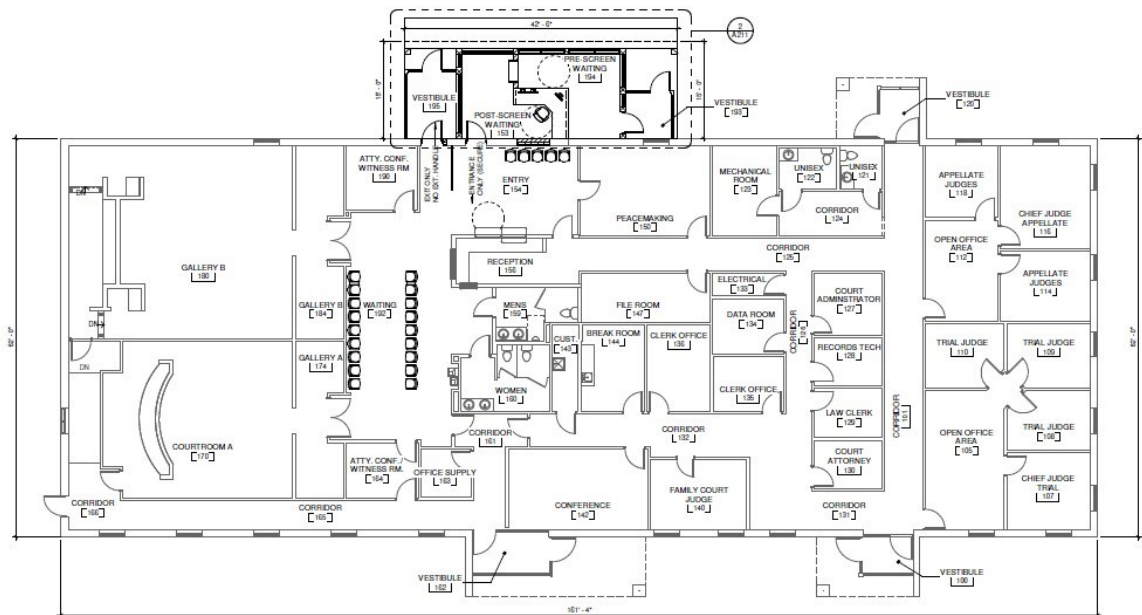 42' - 0"
2
A211
PRE-SCREEN
WAITING
194
VESTIBULE
195
POST-SCREEN
WAITING
153
VESTIBULE
193
VESTIBULE
120
EXIT ONLY
NO EXT. HANDLE
ENTRANCE
ONLY (SECURE)
ATTY. CONF.
WITNESS RM
190
ENTRY
154
PEACEMAKING
150
MECHANICAL
ROOM
123
UNISEX
122
UNISEX
121
CORRIDOR
124
APPELLATE
JUDGES
118
CHIEF JUDGE
APPELLATE
116
DN
GALLERY B
180
GALLERY B
184
WAITING
192
RECEPTION
156
CORRIDOR
125
OPEN OFFICE
AREA
112
APPELLATE
JUDGES
114
ELECTRICAL
133
MENS
159
FILE ROOM
147
DATA ROOM
134
CORRIDOR
126
COURT
ADMINSTRATOR
127
DN
CUST.
143
BREAK ROOM
144
CLERK OFFICE
136
RECORDS TECH
128
TRIAL JUDGE
110
TRIAL JUDGE
109
DN
GALLERY A
174
WOMEN
160
CLERK OFFICE
135
LAW CLERK
129
CORRIDOR
101
TRIAL JUDGE
108
COURTROOM A
170
CORRIDOR
161
CORRIDOR
132
COURT
ATTORNEY
130
OPEN OFFICE
AREA
105
ATTY. CONF. /
WITNESS RM.
164
OFFICE SUPPLY
163
FAMILY COURT
JUDGE
140
CHIEF JUDGE
TRIAL
107
CORRIDOR
166
CORRIDOR
165
CONFERENCE
142
CORRIDOR
131
VESTIBULE
162
VESTIBULE
100
161' - 4"